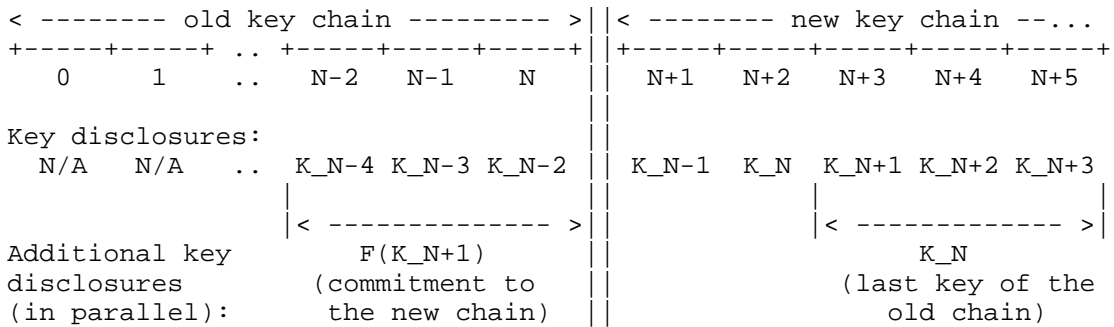 < -------- old key chain --------- >||< -------- new key chain --...
+-----+-----+ .. +-----+-----+-----+||+-----+-----+-----+-----+-----+
   0     1    ..   N-2   N-1    N   ||  N+1   N+2   N+3   N+4   N+5
                                    ||
Key disclosures:                    ||
  N/A   N/A   ..  K_N-4 K_N-3 K_N-2 || K_N-1  K_N  K_N+1 K_N+2 K_N+3
                 |                  ||            |                 |
                 |< -------------- >||            |< ------------- >|
Additional key        F(K_N+1)      ||                  K_N
disclosures        (commitment to   ||             (last key of the
(in parallel):      the new chain)  ||                old chain)